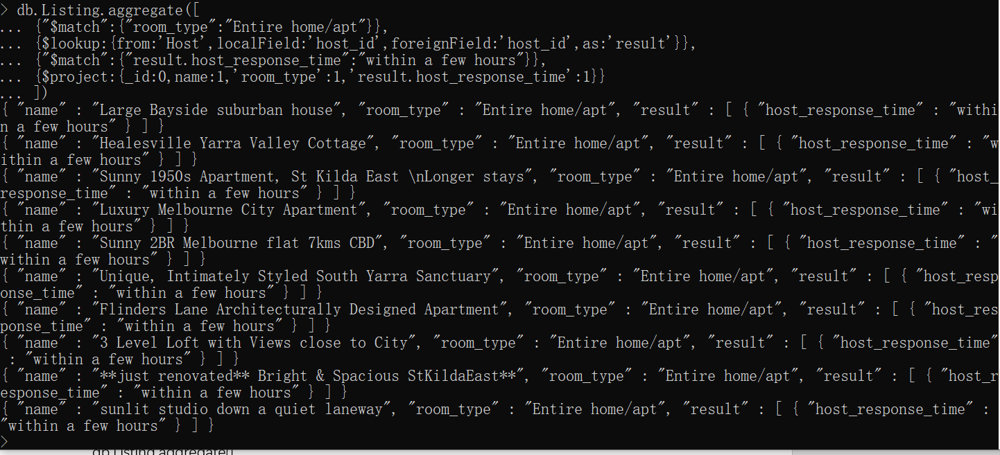 > db.Listing.aggregate([
... {"$match":{"room_type":"Entire home/apt"}},
... {$lookup:{from:'Host',localField:'host_id',foreignField:'host_id',as:'result'}},
... {"$match":{"result.host_response_time":"within a few hours"}},
... {$project:{_id:0,name:1,'room_type':1,'result.host_response_time':1}}
... ])
{ "name" : "Large Bayside suburban house", "room_type" : "Entire home/apt", "result" : [ { "host_response_time" : "withi
n a few hours" } ] }
{ "name" : "Healesville Yarra Valley Cottage", "room_type" : "Entire home/apt", "result" : [ { "host_response_time" : "w
ithin a few hours" } ] }
{ "name" : "Sunny 1950s Apartment, St Kilda East \nLonger stays", "room_type" : "Entire home/apt", "result" : [ { "host_
response_time" : "within a few hours" } ] }
{ "name" : "Luxury Melbourne City Apartment", "room_type" : "Entire home/apt", "result" : [ { "host_response_time" : "wi
thin a few hours" } ] }
{ "name" : "Sunny 2BR Melbourne flat 7kms CBD", "room_type" : "Entire home/apt", "result" : [ { "host_response_time" : "
within a few hours" } ] }
{ "name" : "Unique, Intimately Styled South Yarra Sanctuary", "room_type" : "Entire home/apt", "result" : [ { "host_resp
onse_time" : "within a few hours" } ] }
{ "name" : "Flinders Lane Architecturally Designed Apartment", "room_type" : "Entire home/apt", "result" : [ { "host_res
ponse_time" : "within a few hours" } ] }
{ "name" : "3 Level Loft with Views close to City", "room_type" : "Entire home/apt", "result" : [ { "host_response_time"
 : "within a few hours" } ] }
{ "name" : "**just renovated** Bright & Spacious StKildaEast**", "room_type" : "Entire home/apt", "result" : [ { "host_r
esponse_time" : "within a few hours" } ] }
{ "name" : "sunlit studio down a quiet laneway", "room_type" : "Entire home/apt", "result" : [ { "host_response_time" :
"within a few hours" } ] }
>
db.Listing.aggregate([